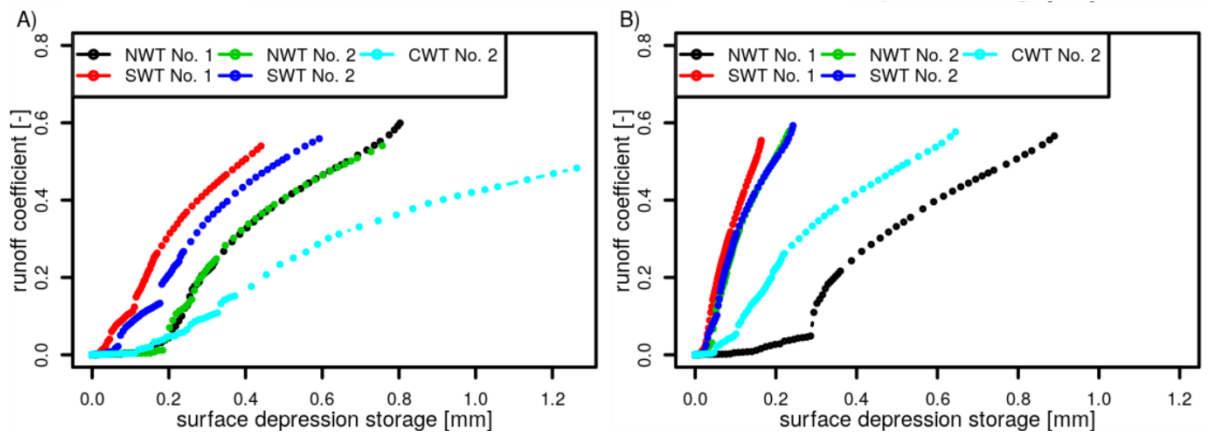 A)
NWT No. 1 NWT No. 2 CWT No. 2
SWT No. 1 SWT No. 2
runoff coefficient [-]
0.8
0.6
0.4
0.2
0.0
0.0 0.2 0.4 0.6 0.8 1.0 1.2
surface depression storage [mm]
B)
NWT No. 1 NWT No. 2 CWT No. 2
SWT No. 1 SWT No. 2
runoff coefficient [-]
0.8
0.6
0.4
0.2
0.0
0.0 0.2 0.4 0.6 0.8 1.0 1.2
surface depression storage [mm]